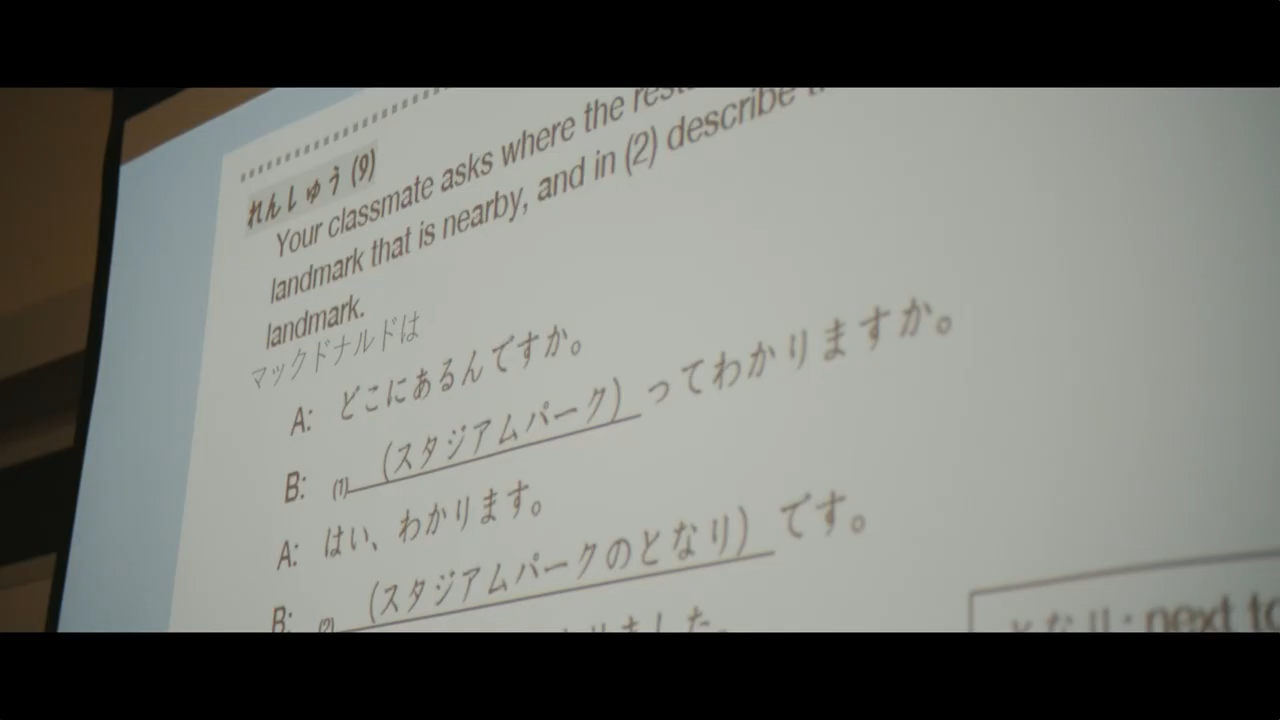 れんしゅう (9)
Your classmate asks where the
landmark that is nearby, and in (2) describe
landmark.
マックドナルドは
A: どこにあるんですか。
B: (1) (スタジアムパーク) ってわかりますか。
A: はい、わかります。
B: (2) (スタジアムパークのとなり) です。
ました。
となり: next to